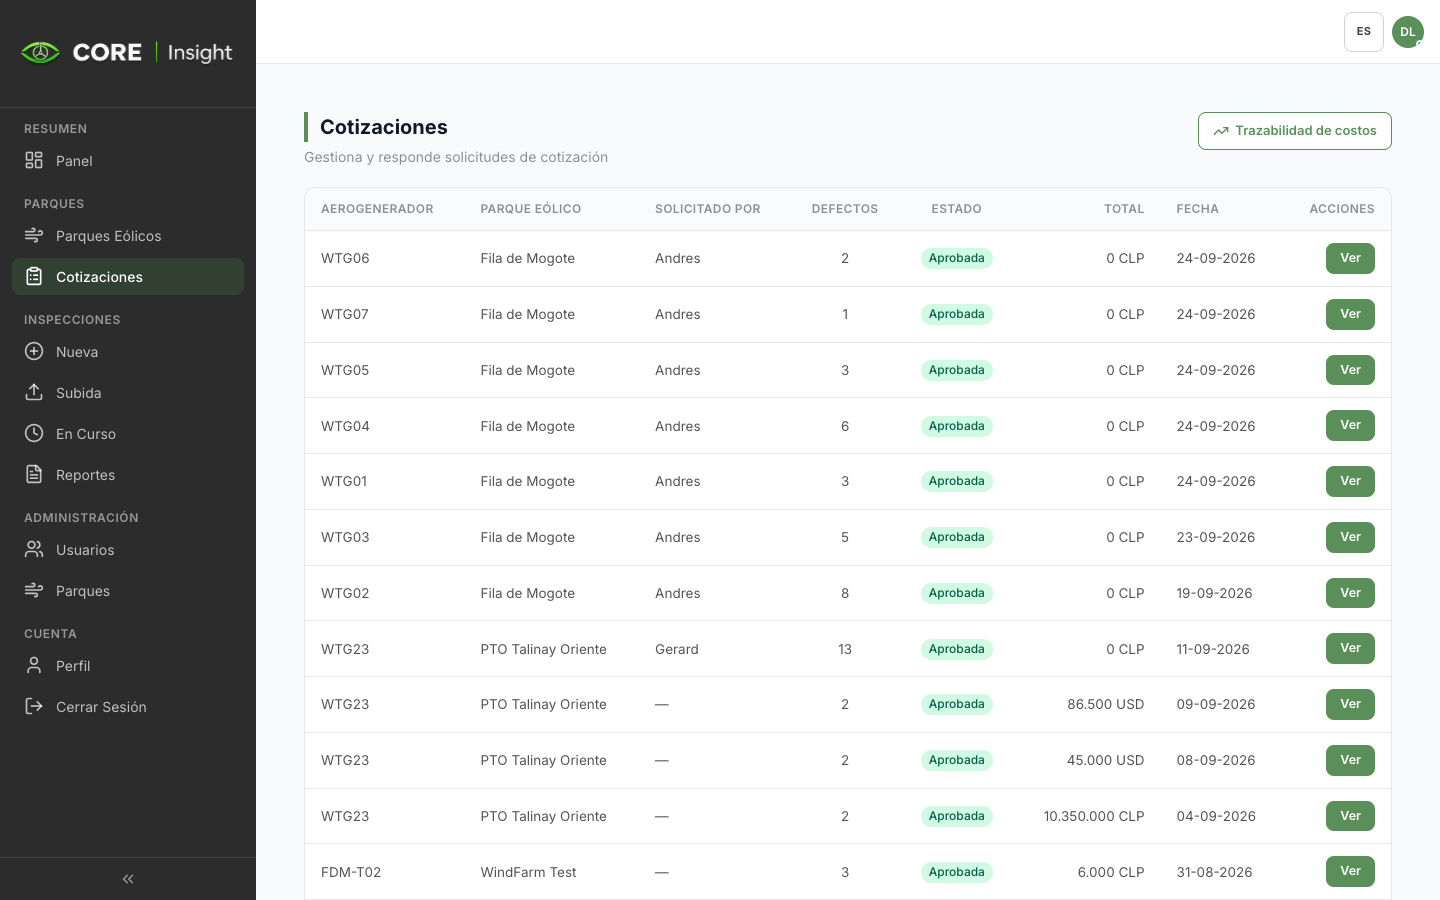 CORE | Insight
ES
DL
RESUMEN
Panel
PARQUES
Parques Eólicos
Cotizaciones
INSPECCIONES
Nueva
Subida
En Curso
Reportes
ADMINISTRACIÓN
Usuarios
Parques
CUENTA
Perfil
Cerrar Sesión
Cotizaciones
Gestiona y responde solicitudes de cotización
Trazabilidad de costos
AEROGENERADOR PARQUE EÓLICO SOLICITADO POR DEFECTOS ESTADO TOTAL FECHA ACCIONES
WTG06 Fila de Mogote Andres 2 Aprobada 0 CLP 24-09-2026 Ver
WTG07 Fila de Mogote Andres 1 Aprobada 0 CLP 24-09-2026 Ver
WTG05 Fila de Mogote Andres 3 Aprobada 0 CLP 24-09-2026 Ver
WTG04 Fila de Mogote Andres 6 Aprobada 0 CLP 24-09-2026 Ver
WTG01 Fila de Mogote Andres 3 Aprobada 0 CLP 24-09-2026 Ver
WTG03 Fila de Mogote Andres 5 Aprobada 0 CLP 23-09-2026 Ver
WTG02 Fila de Mogote Andres 8 Aprobada 0 CLP 19-09-2026 Ver
WTG23 PTO Talinay Oriente Gerard 13 Aprobada 0 CLP 11-09-2026 Ver
WTG23 PTO Talinay Oriente — 2 Aprobada 86.500 USD 09-09-2026 Ver
WTG23 PTO Talinay Oriente — 2 Aprobada 45.000 USD 08-09-2026 Ver
WTG23 PTO Talinay Oriente — 2 Aprobada 10.350.000 CLP 04-09-2026 Ver
FDM-T02 WindFarm Test — 3 Aprobada 6.000 CLP 31-08-2026 Ver